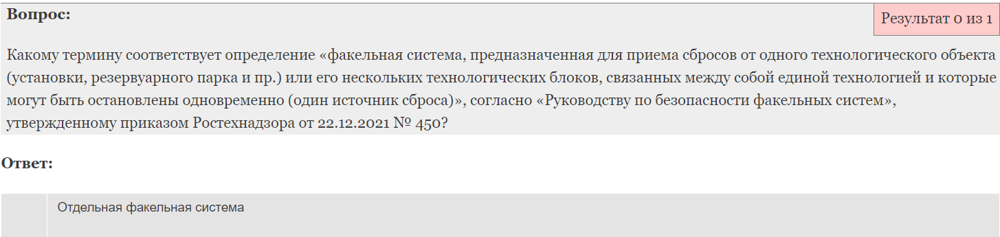 Вопрос:
Результат 0 из 1
Какому термину соответствует определение «факельная система, предназначенная для приема сбросов от одного технологического объекта
(установки, резервуарного парка и пр.) или его нескольких технологических блоков, связанных между собой единой технологией и которые
могут быть остановлены одновременно (один источник сброса)», согласно «Руководству по безопасности факельных систем»,
утвержденному приказом Ростехнадзора от 22.12.2021 № 450?
Ответ:
Отдельная факельная система